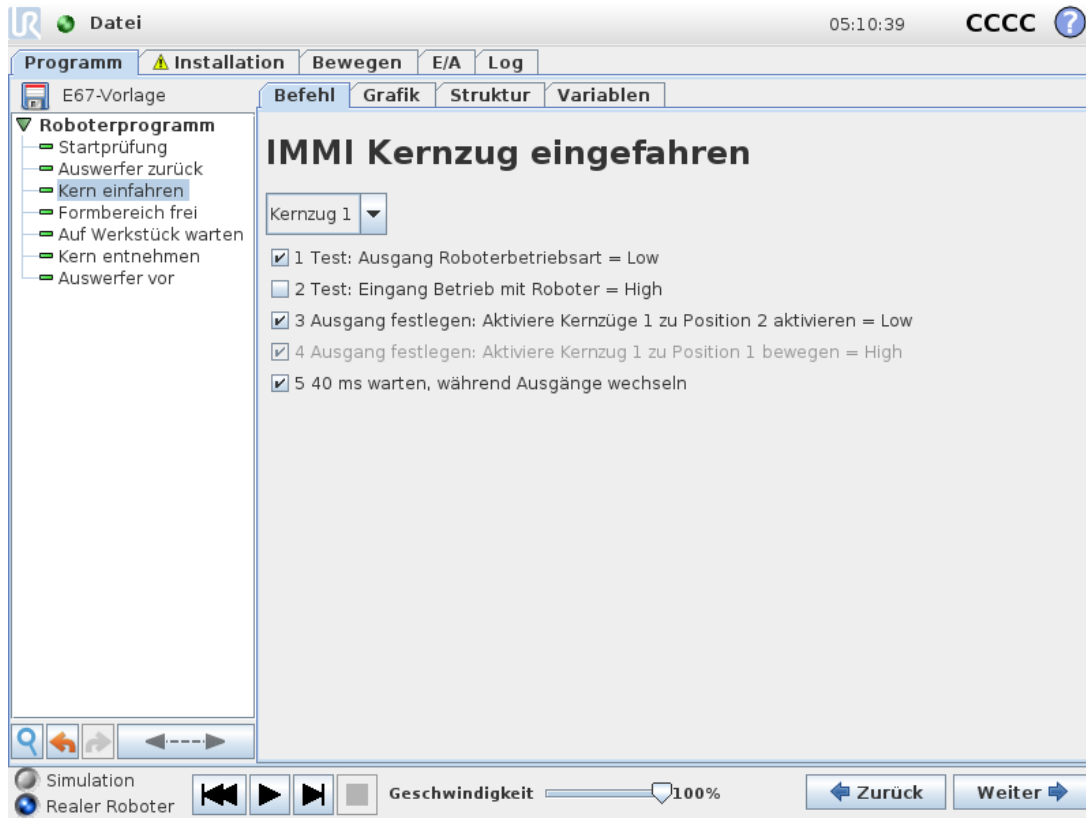 UR Datei 05:10:39 CCCC ?
Programm Installation Bewegen E/A Log
E67-Vorlage Befehl Grafik Struktur Variablen
Roboterprogramm
Startprüfung
Auswerfer zurück
Kern einfahren
Formbereich frei
Auf Werkstück warten
Kern entnehmen
Auswerfer vor
IMMI Kernzug eingefahren
Kernzug 1
1 Test: Ausgang Roboterbetriebsart = Low
2 Test: Eingang Betrieb mit Roboter = High
3 Ausgang festlegen: Aktiviere Kernzüge 1 zu Position 2 aktivieren = Low
4 Ausgang festlegen: Aktiviere Kernzug 1 zu Position 1 bewegen = High
5 40 ms warten, während Ausgänge wechseln
Simulation
Realer Roboter
Geschwindigkeit 100% Zurück Weiter